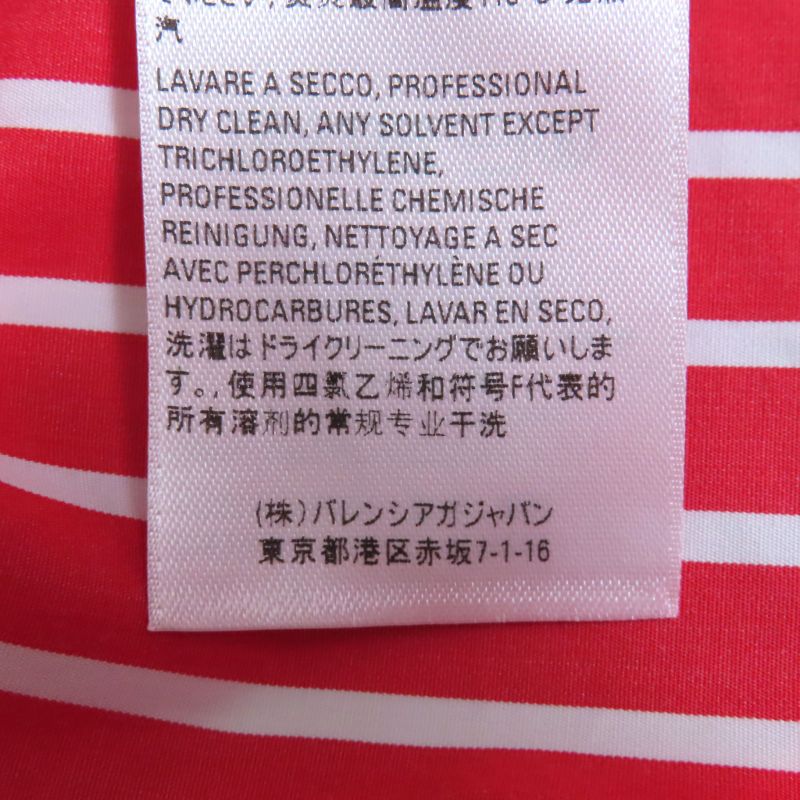 汽
LAVARE A SECCO, PROFESSIONAL
DRY CLEAN, ANY SOLVENT EXCEPT
TRICHLOROETHYLENE,
PROFESSIONELLE CHEMISCHE
REINIGUNG, NETTOYAGE A SEC
AVEC PERCHLORÉTHYLÈNE OU
HYDROCARBURES, LAVAR EN SECO,
洗濯はドライクリーニングでお願いしま
す。, 使用四氯乙烯和符号F代表的
所有溶剂的常规专业干洗
(株)バレンシアガジャパン
東京都港区赤坂7-1-16